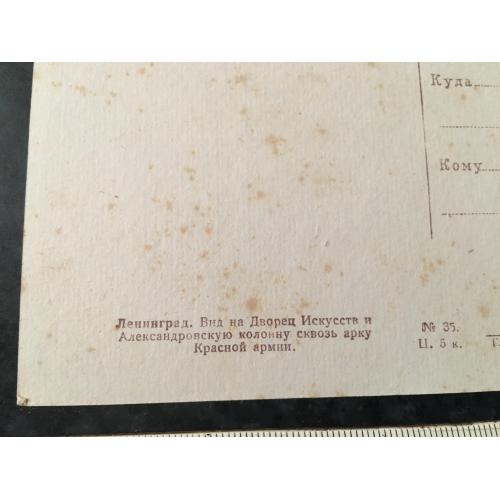 Куда
Кому
Ленинград. Вид на Дворец Искусств и
Александровскую колонну сквозь арку
Красной армии.
№ 35.
Ц. 5 к.